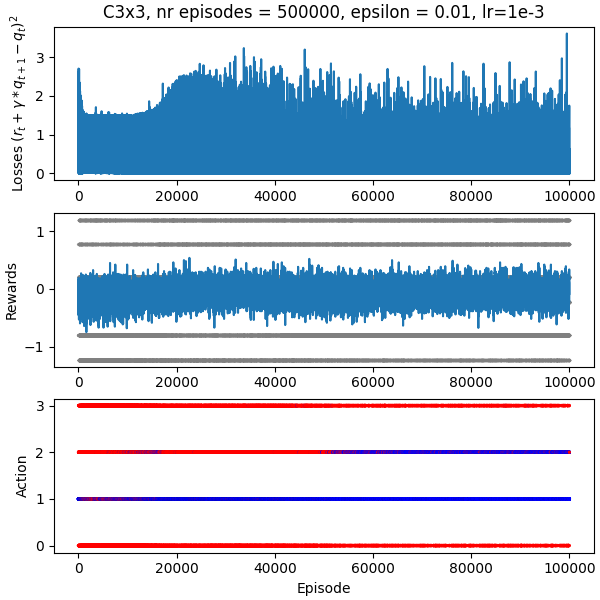 C3x3, nr episodes = 500000, epsilon = 0.01, lr=1e-3
Losses $(r_t + \gamma * q_{t+1} - q_t)^2$
3
2
1
0
0 20000 40000 60000 80000 100000
Rewards
1
0
−1
0 20000 40000 60000 80000 100000
Action
3
2
1
0
0 20000 40000 60000 80000 100000
Episode